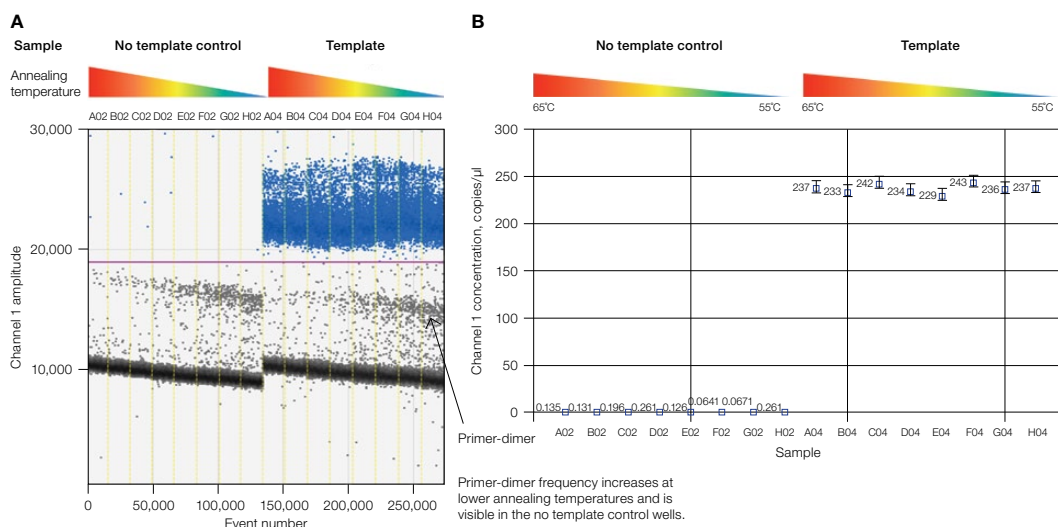 A
Sample No template control Template
Annealing
temperature
A02 B02 C02 D02 E02 F02 G02 H02 A04 B04 C04 D04 E04 F04 G04 H04
30,000
20,000
10,000
Channel 1 amplitude
0 50,000 100,000 150,000 200,000 250,000
Event number
Primer-dimer
Primer-dimer frequency increases at
lower annealing temperatures and is
visible in the no template control wells.
B
No template control Template
65℃ 55℃ 65℃ 55℃
300
250
200
150
100
50
0
Channel 1 concentration, copies/µl
237 233 242 234 229 243 236 237
0.135 0.131 0.196 0.261 0.126 0.0641 0.0671 0.261
A02 B02 C02 D02 E02 F02 G02 H02 A04 B04 C04 D04 E04 F04 G04 H04
Sample